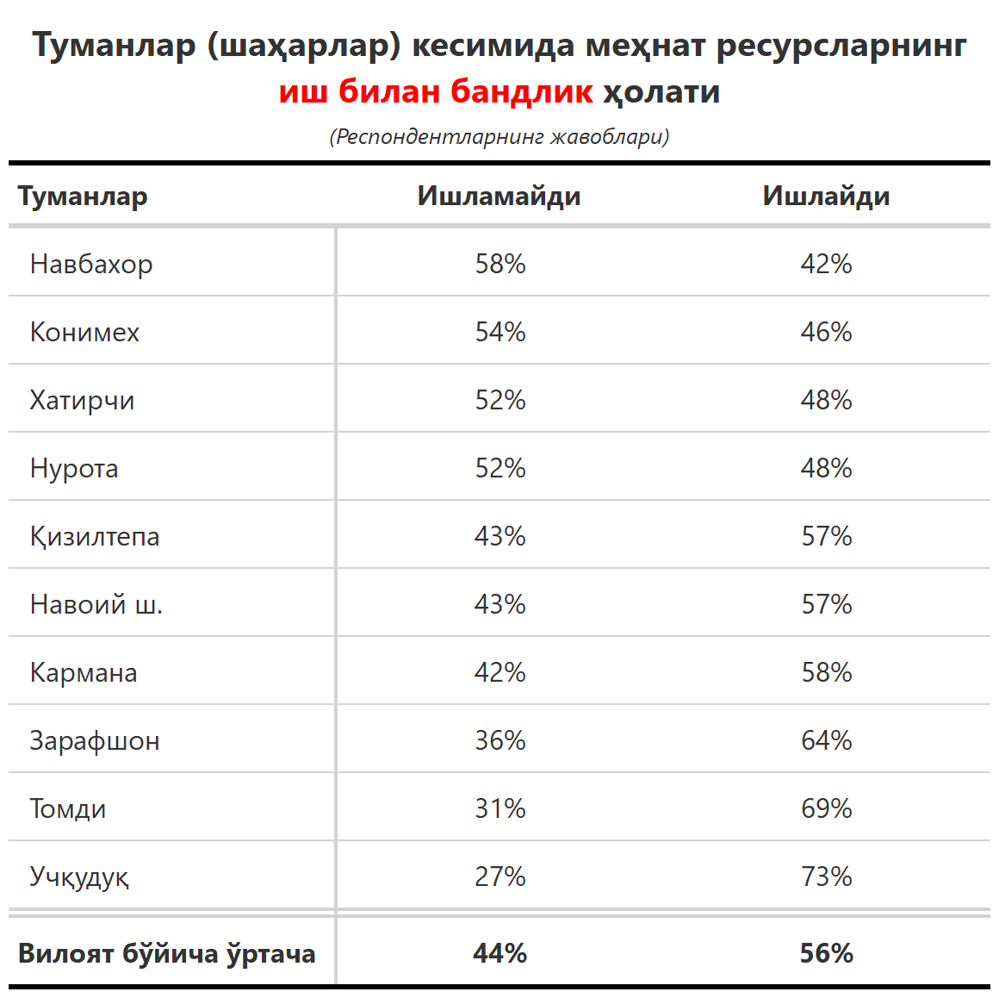 Туманлар (шаҳарлар) кесимида меҳнат ресурсларнинг
иш билан бандлик ҳолати
(Респондентларнинг жавоблари)
Туманлар Ишламайди Ишлайди
Навбахор 58% 42%
Конимех 54% 46%
Хатирчи 52% 48%
Нурота 52% 48%
Қизилтепа 43% 57%
Навоий ш. 43% 57%
Кармана 42% 58%
Зарафшон 36% 64%
Томди 31% 69%
Учқудуқ 27% 73%
Вилоят бўйича ўртача 44% 56%